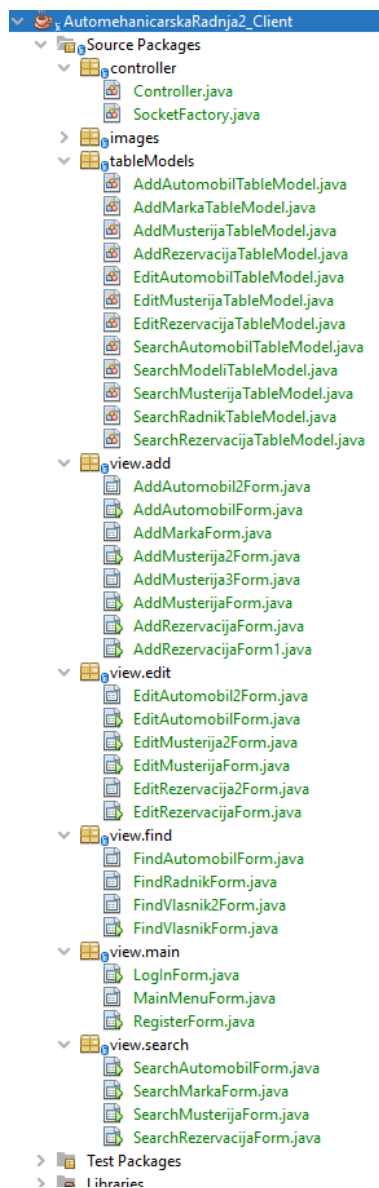 AutomehanicarskaRadnja2_Client
Source Packages
controller
Controller.java
SocketFactory.java
images
tableModels
AddAutomobilTableModel.java
AddMarkaTableModel.java
AddMusterijaTableModel.java
AddRezervacijaTableModel.java
EditAutomobilTableModel.java
EditMusterijaTableModel.java
EditRezervacijaTableModel.java
SearchAutomobilTableModel.java
SearchModeliTableModel.java
SearchMusterijaTableModel.java
SearchRadnikTableModel.java
SearchRezervacijaTableModel.java
view.add
AddAutomobil2Form.java
AddAutomobilForm.java
AddMarkaForm.java
AddMusterija2Form.java
AddMusterija3Form.java
AddMusterijaForm.java
AddRezervacijaForm.java
AddRezervacijaForm1.java
view.edit
EditAutomobil2Form.java
EditAutomobilForm.java
EditMusterija2Form.java
EditMusterijaForm.java
EditRezervacija2Form.java
EditRezervacijaForm.java
view.find
FindAutomobilForm.java
FindRadnikForm.java
FindVlasnik2Form.java
FindVlasnikForm.java
view.main
LogInForm.java
MainMenuForm.java
RegisterForm.java
view.search
SearchAutomobilForm.java
SearchMarkaForm.java
SearchMusterijaForm.java
SearchRezervacijaForm.java
Test Packages
Libraries